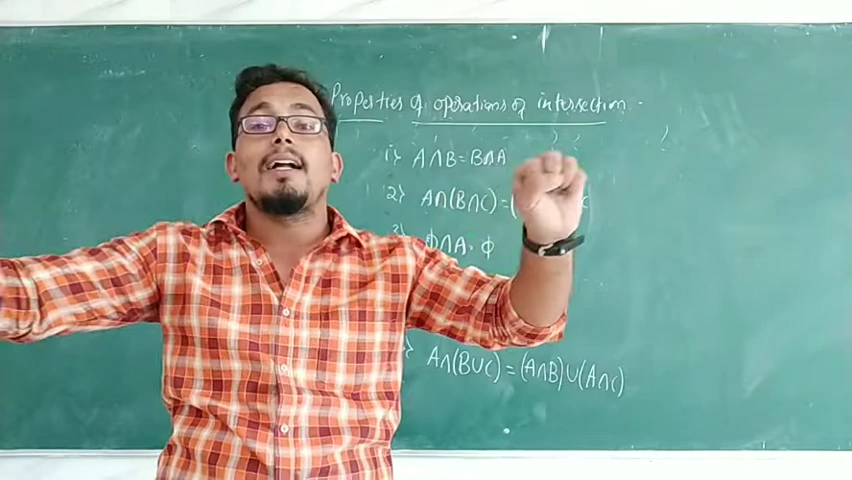 Properties of operations of intersection.
1> A∩B = B∩A
2> A∩(B∩C) = ( C
3> Φ∩A = Φ
> A∩(B∪C) = (A∩B)∪(A∩C)